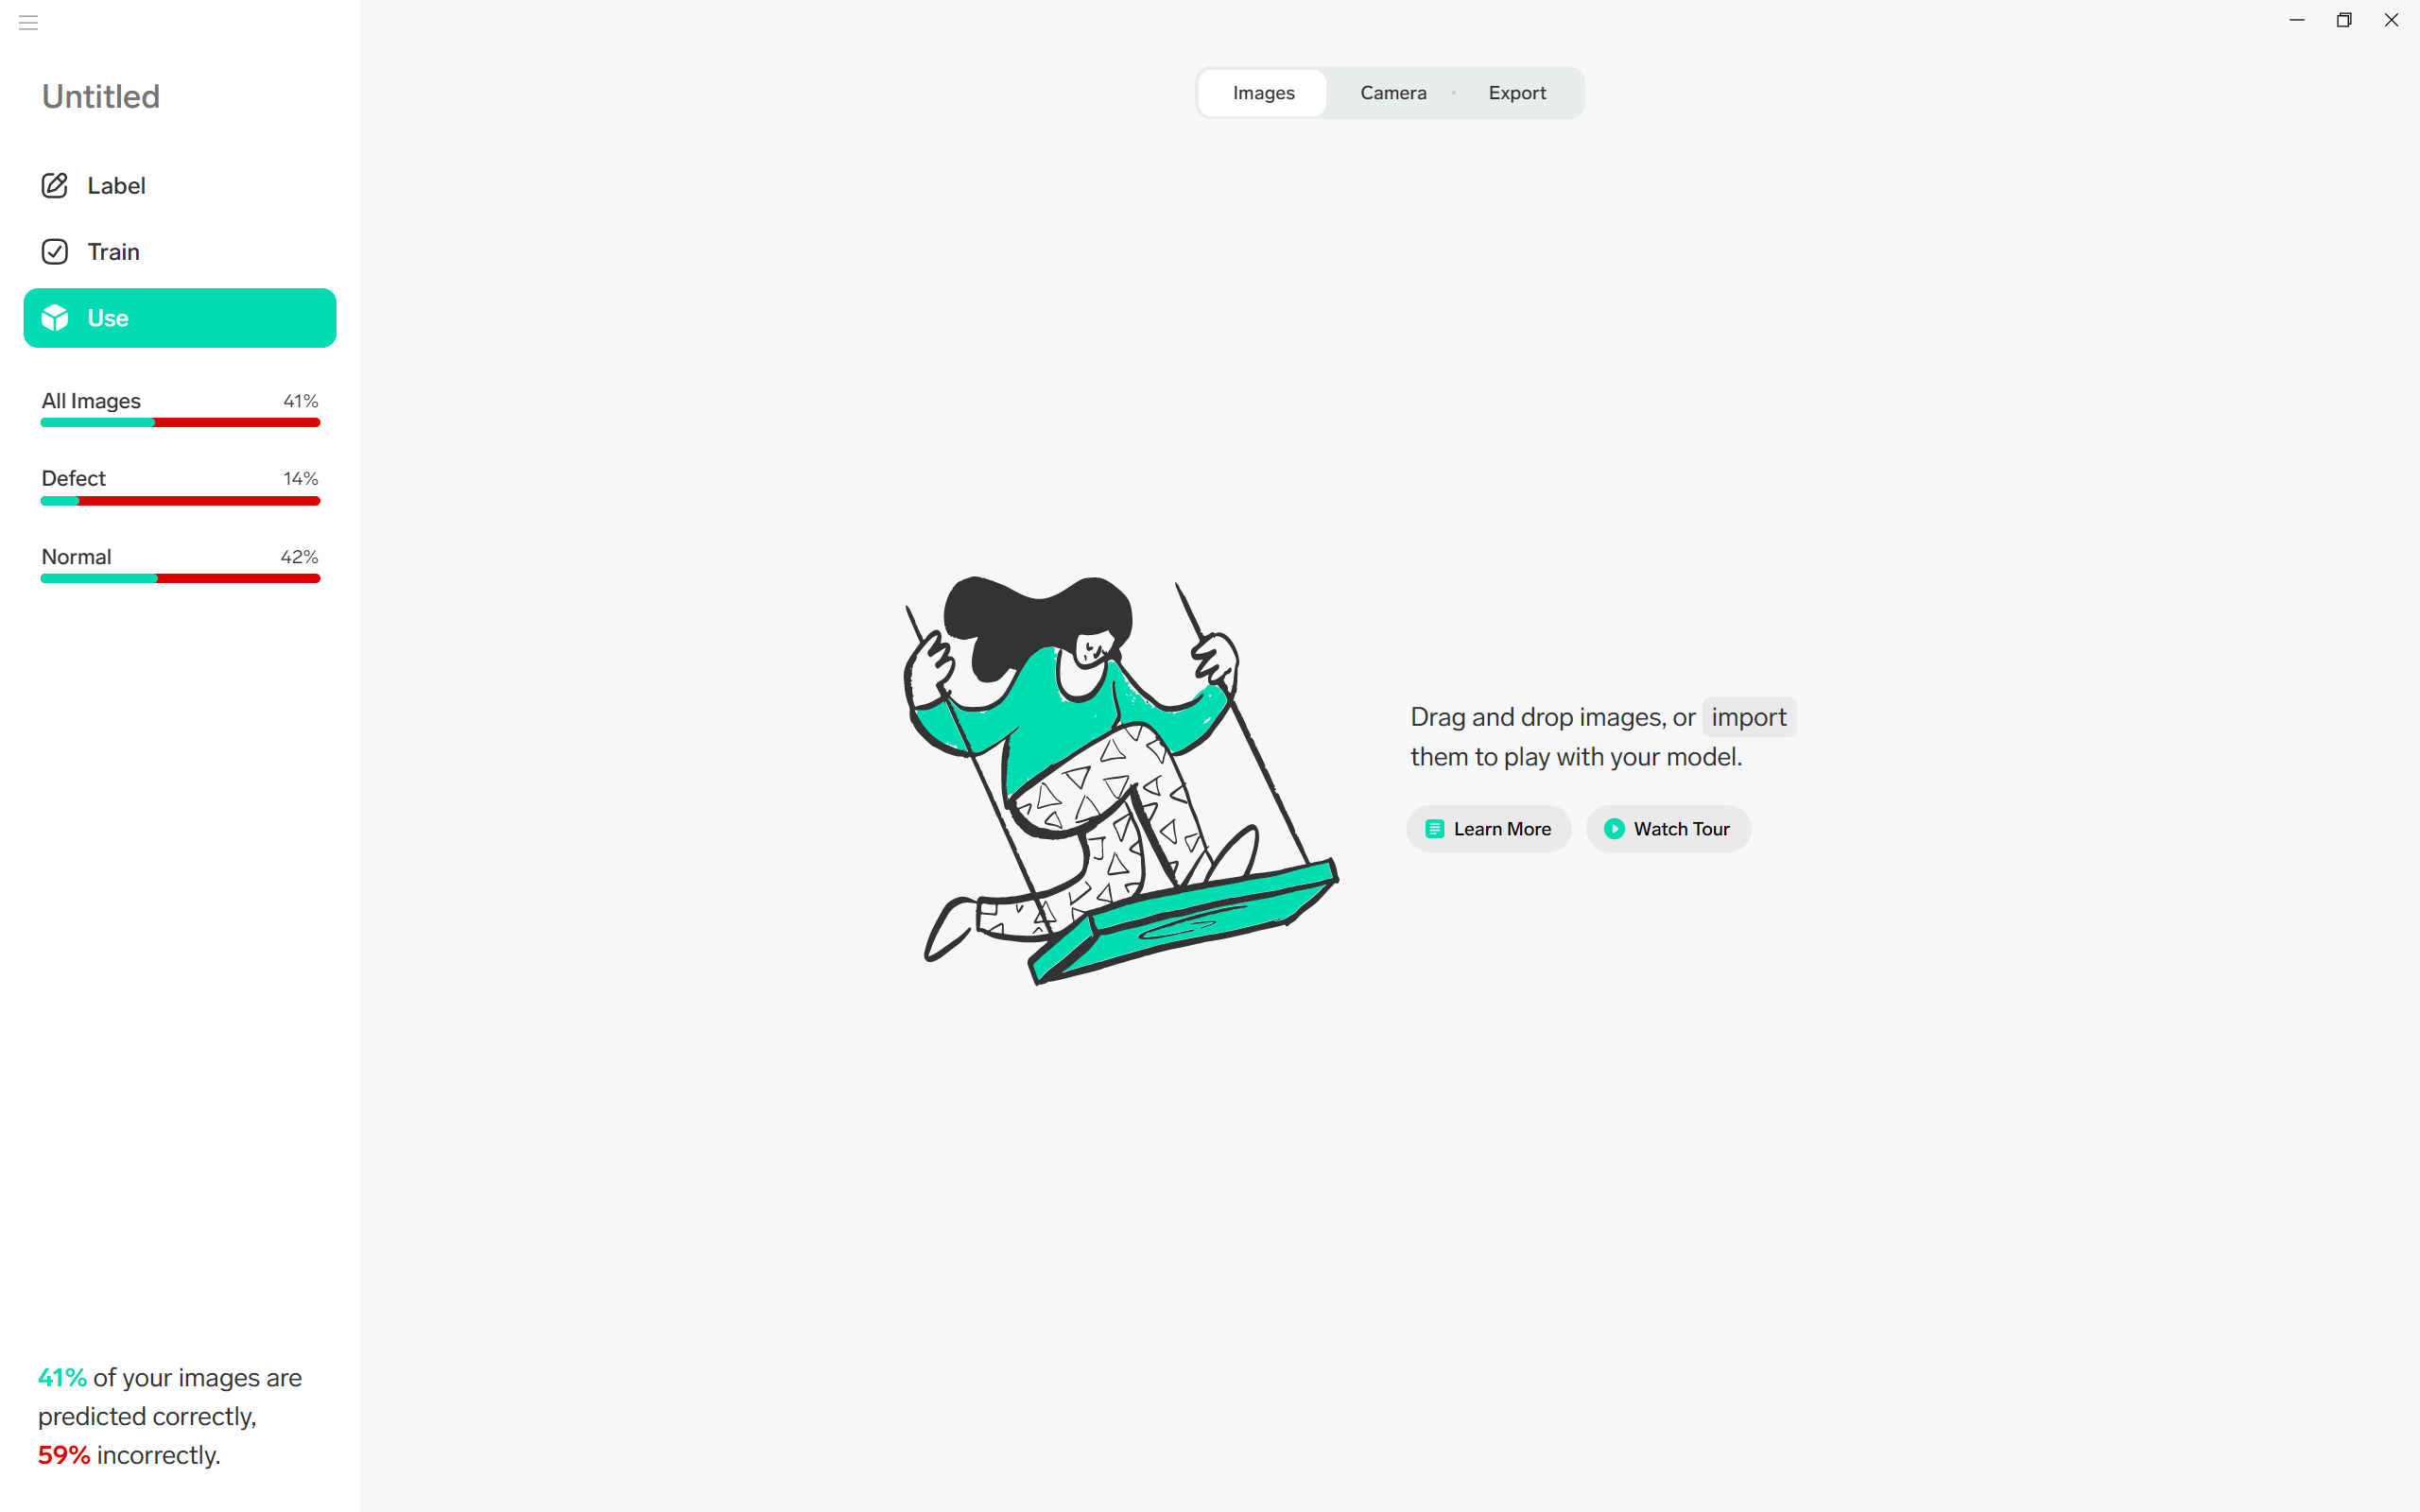 Untitled
Label
Train
Use
All Images 41%
Defect 14%
Normal 42%
41% of your images are
predicted correctly,
59% incorrectly.
Images Camera Export
Drag and drop images, or import
them to play with your model.
Learn More Watch Tour